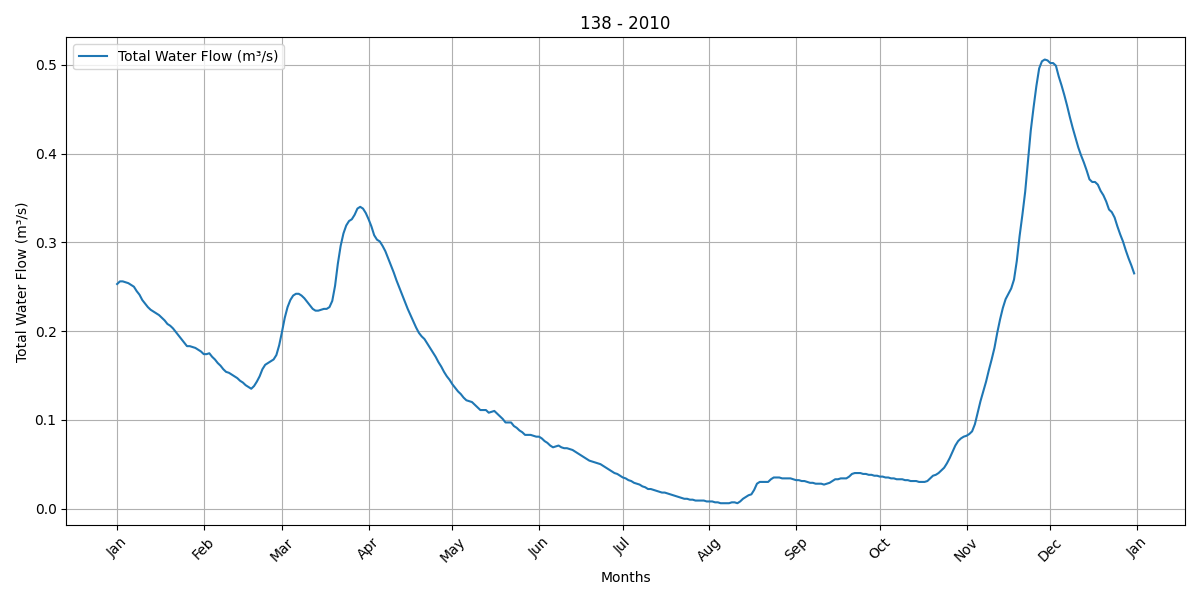 138 - 2010
Total Water Flow (m³/s)
Total Water Flow (m³/s)
0.5
0.4
0.3
0.2
0.1
0.0
Jan Feb Mar Apr May Jun Jul Aug Sep Oct Nov Dec Jan
Months